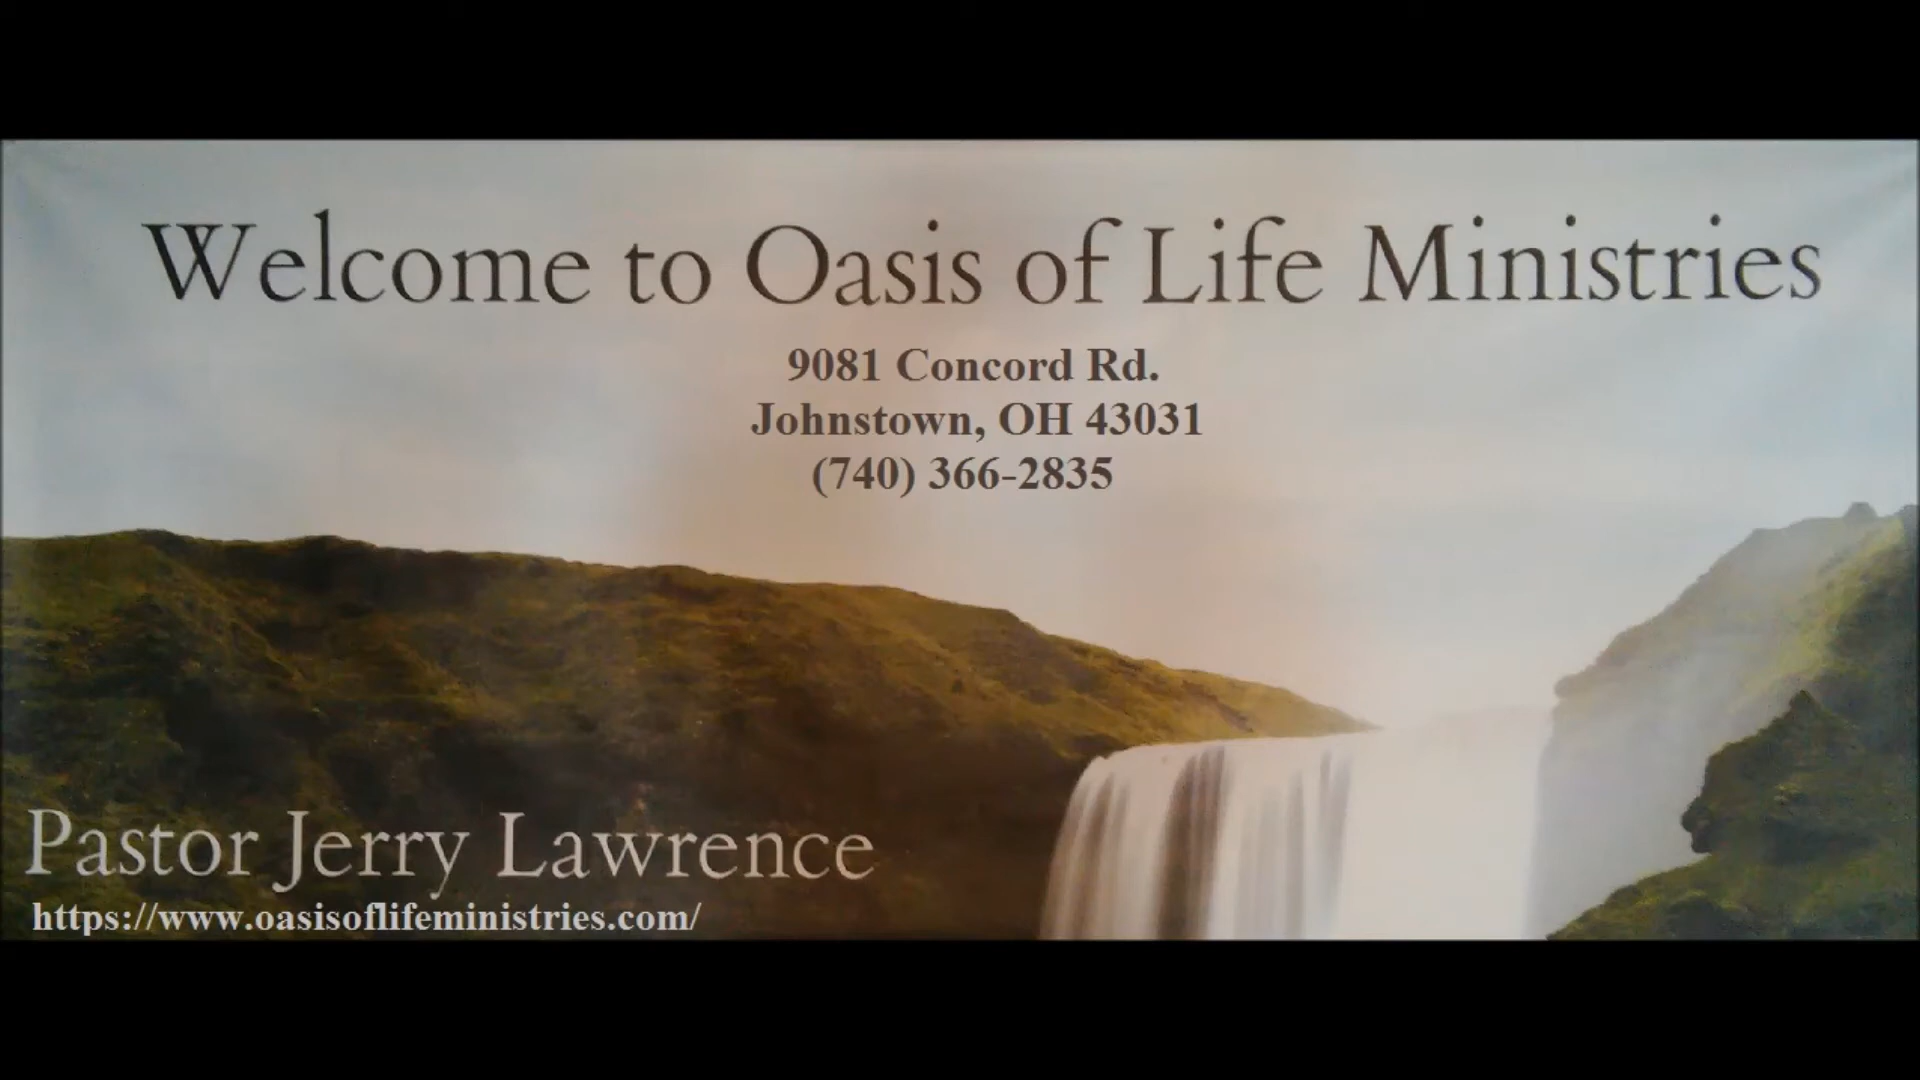 Welcome to Oasis of Life Ministries
9081 Concord Rd.
Johnstown, OH 43031
(740) 366-2835
Pastor Jerry Lawrence
https://www.oasisoflifeministries.com/